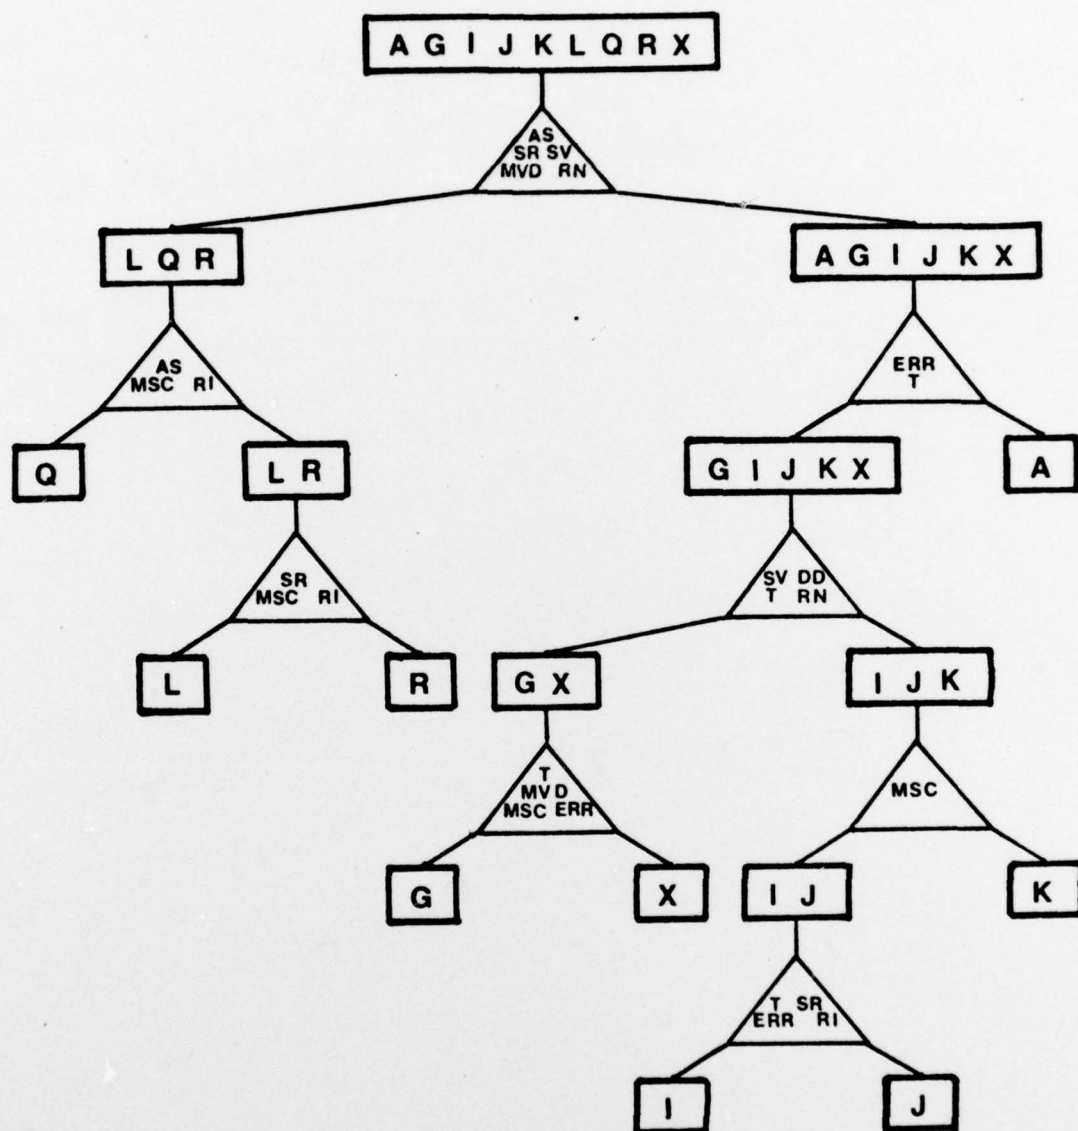 A G I J K L Q R X
AS
SR SV
MVD RN
L Q R
A G I J K X
AS
MSC RI
ERR
T
Q
L R
G I J K X
A
SR
MSC RI
SV DD
T RN
L
R
G X
I J K
T
MVD
MSC ERR
MSC
G
X
I J
K
T SR
ERR RI
I
J